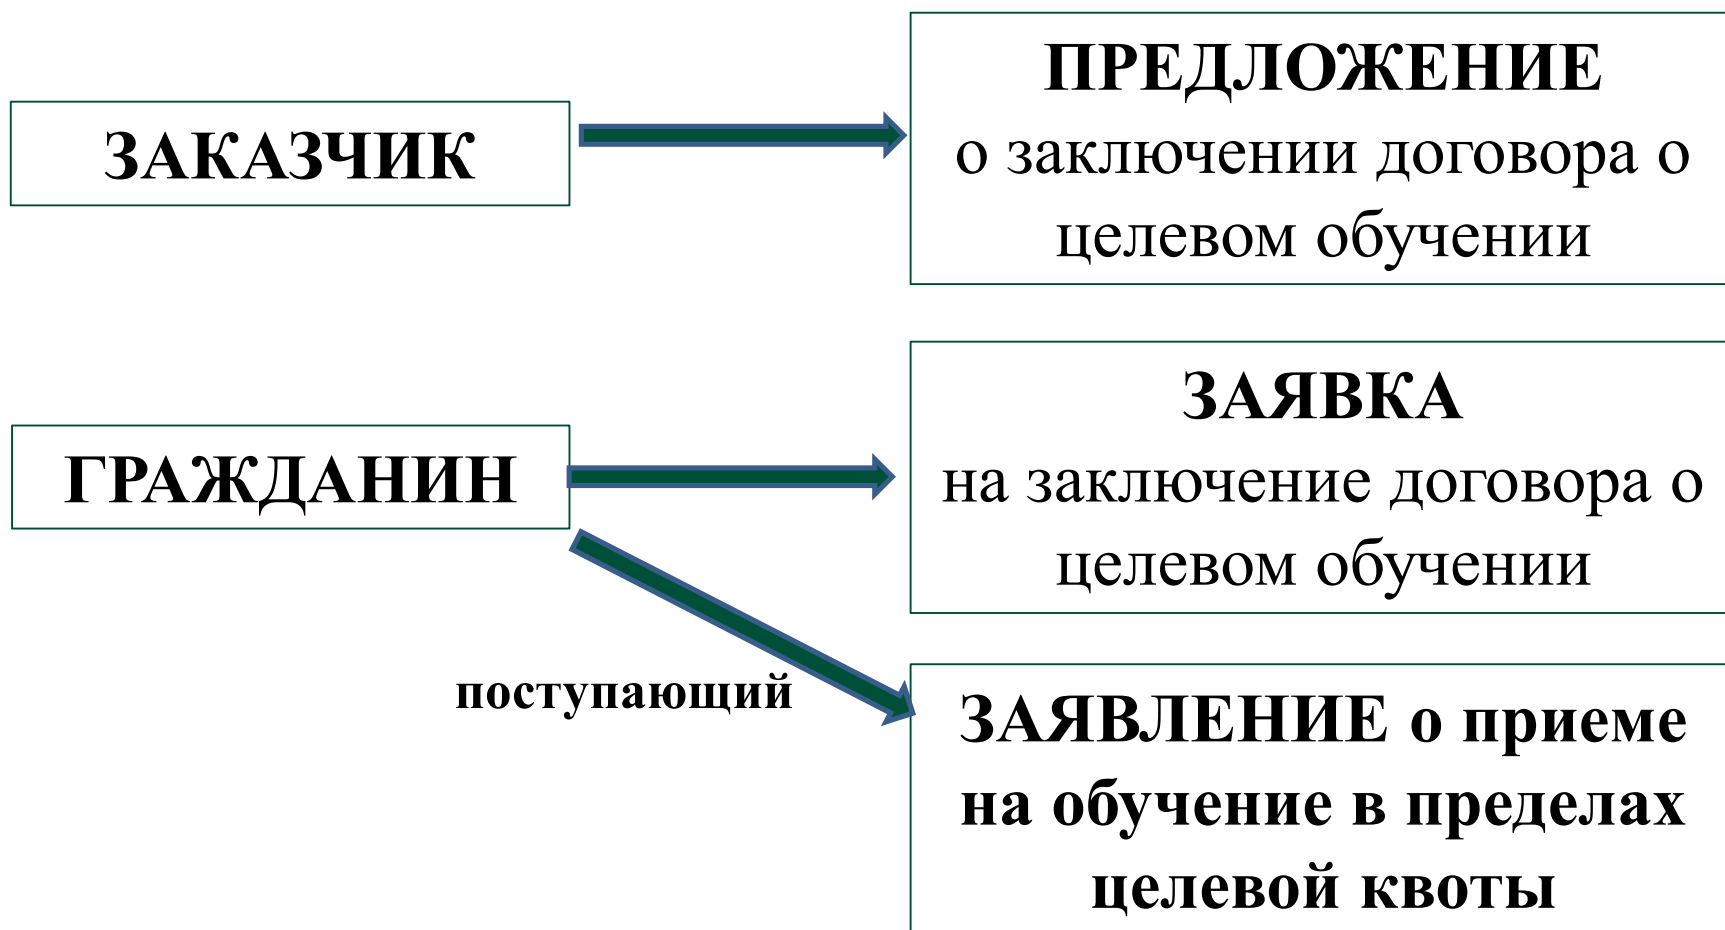 ЗАКАЗЧИК
ПРЕДЛОЖЕНИЕ
о заключении договора о
целевом обучении
ГРАЖДАНИН
ЗАЯВКА
на заключение договора о
целевом обучении
поступающий
ЗАЯВЛЕНИЕ о приеме
на обучение в пределах
целевой квоты